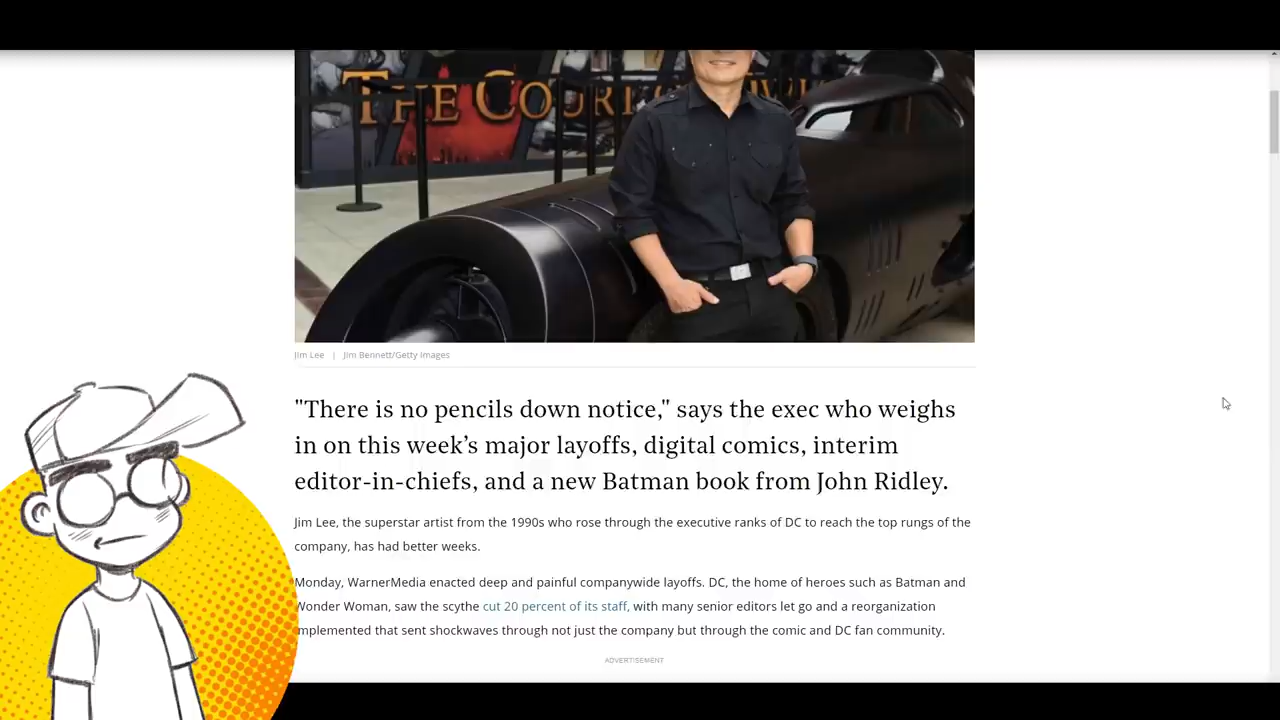 THE COURT
Jim Lee | Jim Bennett/Getty Images
"There is no pencils down notice," says the exec who weighs
in on this week's major layoffs, digital comics, interim
editor-in-chiefs, and a new Batman book from John Ridley.
Jim Lee, the superstar artist from the 1990s who rose through the executive ranks of DC to reach the top rungs of the
company, has had better weeks.
Monday, WarnerMedia enacted deep and painful companywide layoffs. DC, the home of heroes such as Batman and
Wonder Woman, saw the scythe cut 20 percent of its staff, with many senior editors let go and a reorganization
implemented that sent shockwaves through not just the company but through the comic and DC fan community.
ADVERTISEMENT